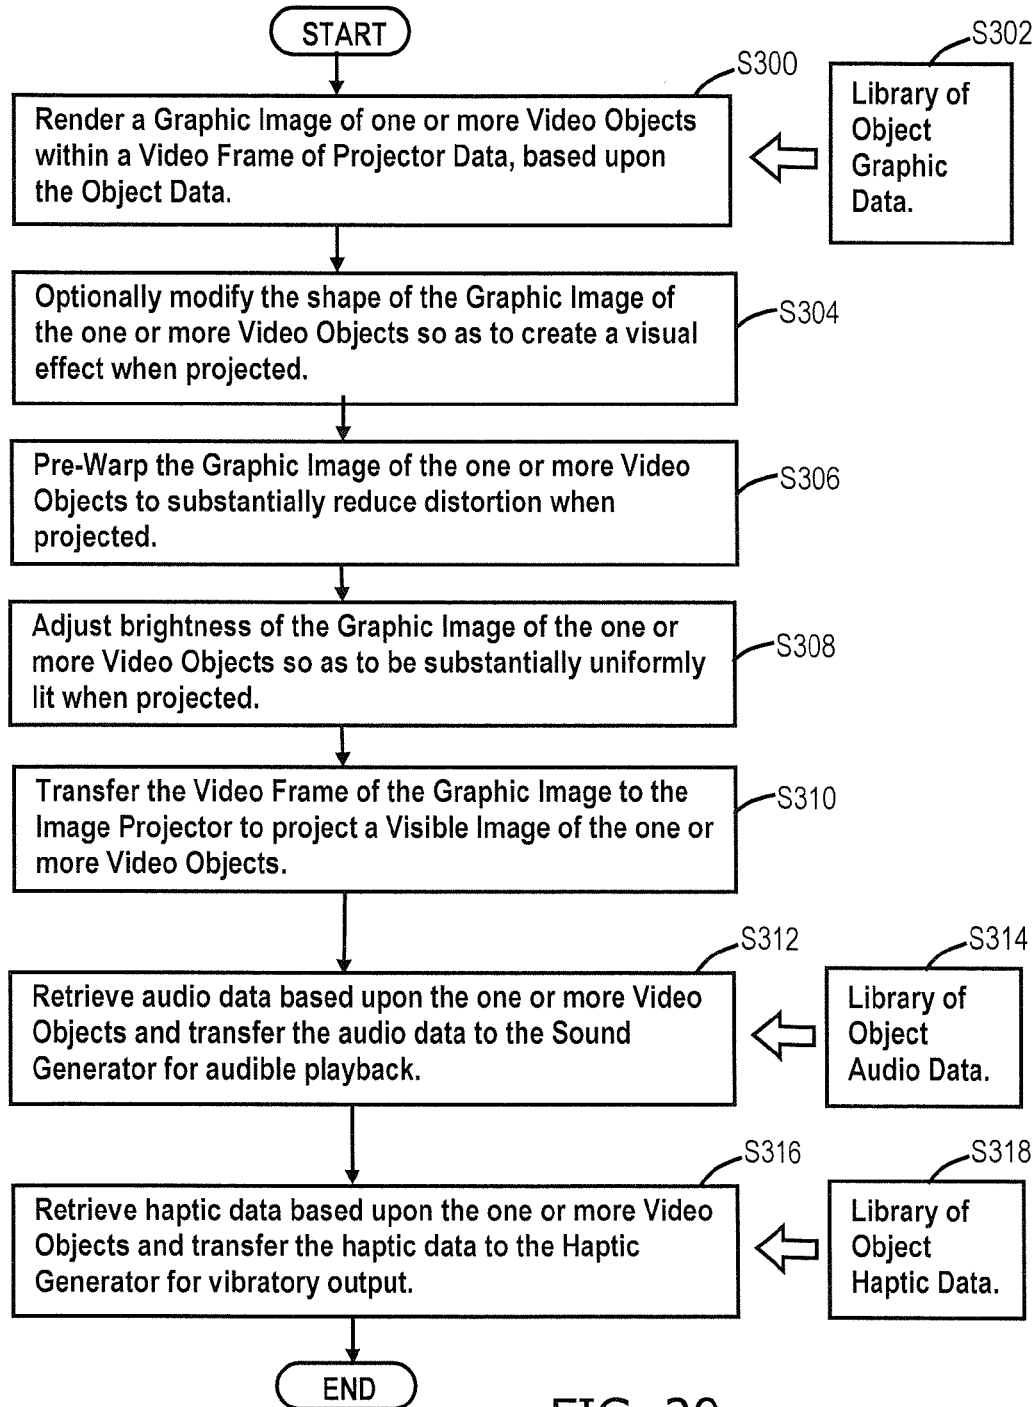 START
S300
S302
Render a Graphic Image of one or more Video Objects
within a Video Frame of Projector Data, based upon
the Object Data.
Library of
Object
Graphic
Data.
Optionally modify the shape of the Graphic Image of
the one or more Video Objects so as to create a visual
effect when projected.
S304
Pre-Warp the Graphic Image of the one or more Video
Objects to substantially reduce distortion when
projected.
S306
Adjust brightness of the Graphic Image of the one or
more Video Objects so as to be substantially uniformly
lit when projected.
S308
Transfer the Video Frame of the Graphic Image to the
Image Projector to project a Visible Image of the one or
more Video Objects.
S310
S312
S314
Retrieve audio data based upon the one or more Video
Objects and transfer the audio data to the Sound
Generator for audible playback.
Library of
Object
Audio Data.
S316
S318
Retrieve haptic data based upon the one or more Video
Objects and transfer the haptic data to the Haptic
Generator for vibratory output.
Library of
Object
Haptic Data.
END